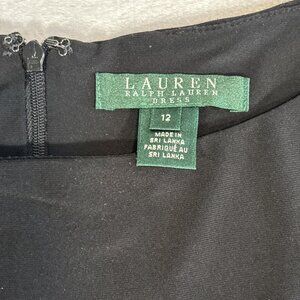 LAUREN
RALPH LAUREN
DRESS
12
MADE IN
SRI LANKA
FABRIQUÉ AU
SRI LANKA